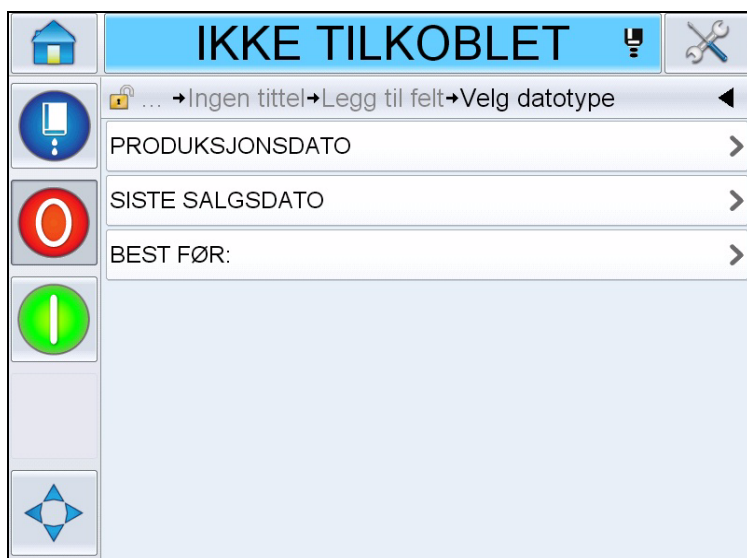 IKKE TILKOBLET
... →Ingen tittel→Legg til felt→Velg datotype
PRODUKSJONSDATO
SISTE SALGSDATO
BEST FØR: